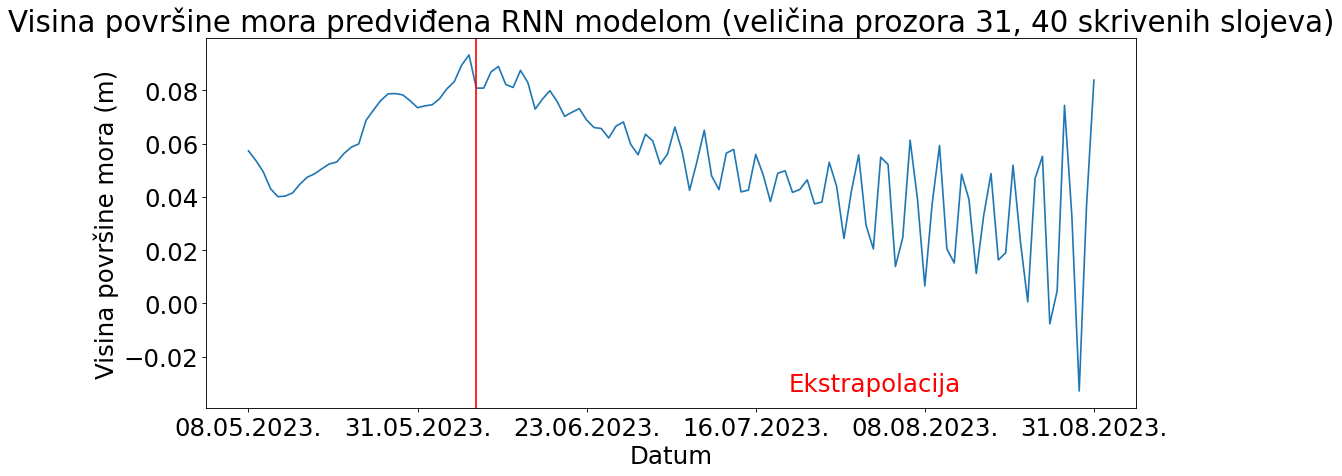 Visina površine mora predviđena RNN modelom (veličina prozora 31, 40 skrivenih slojeva)
Visina površine mora (m)
0.08
0.06
0.04
0.02
0.00
−0.02
Ekstrapolacija
08.05.2023. 31.05.2023. 23.06.2023. 16.07.2023. 08.08.2023. 31.08.2023.
Datum